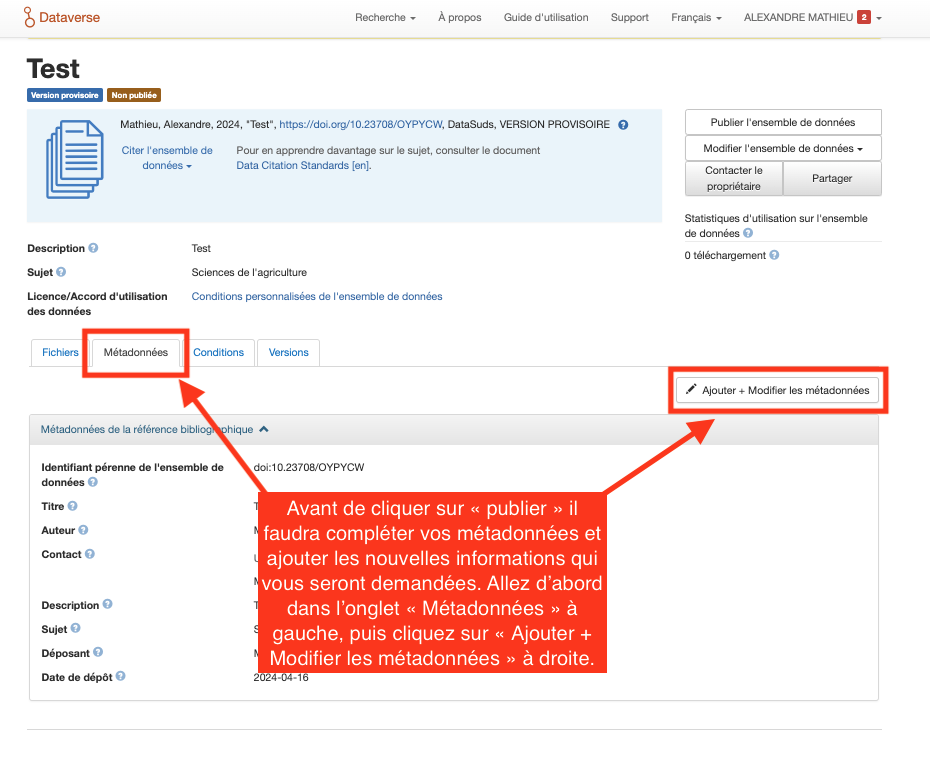 Dataverse
Recherche
À propos
Guide d'utilisation
Support
Français
ALEXANDRE MATHIEU 2
Test
Version provisoire Non publiée
Mathieu, Alexandre, 2024, "Test", https://doi.org/10.23708/OYPYCW, DataSuds, VERSION PROVISOIRE
Citer l'ensemble de
données
Pour en apprendre davantage sur le sujet, consulter le document
Data Citation Standards [en].
Publier l'ensemble de données
Modifier l'ensemble de données
Contacter le
propriétaire
Partager
Statistiques d'utilisation sur l'ensemble
de données
0 téléchargement
Description Test
Sujet Sciences de l'agriculture
Licence/Accord d'utilisation
des données
Conditions personnalisées de l'ensemble de données
Fichiers Métadonnées Conditions Versions
Ajouter + Modifier les métadonnées
Métadonnées de la référence bibliographique
Identifiant pérenne de l'ensemble de
données
doi:10.23708/OYPYCW
Titre
Auteur
Contact
Description
Sujet
Déposant
Date de dépôt 2024-04-16
Avant de cliquer sur « publier » il
faudra compléter vos métadonnées et
ajouter les nouvelles informations qui
vous seront demandées. Allez d'abord
dans l'onglet « Métadonnées » à
gauche, puis cliquez sur « Ajouter +
Modifier les métadonnées » à droite.